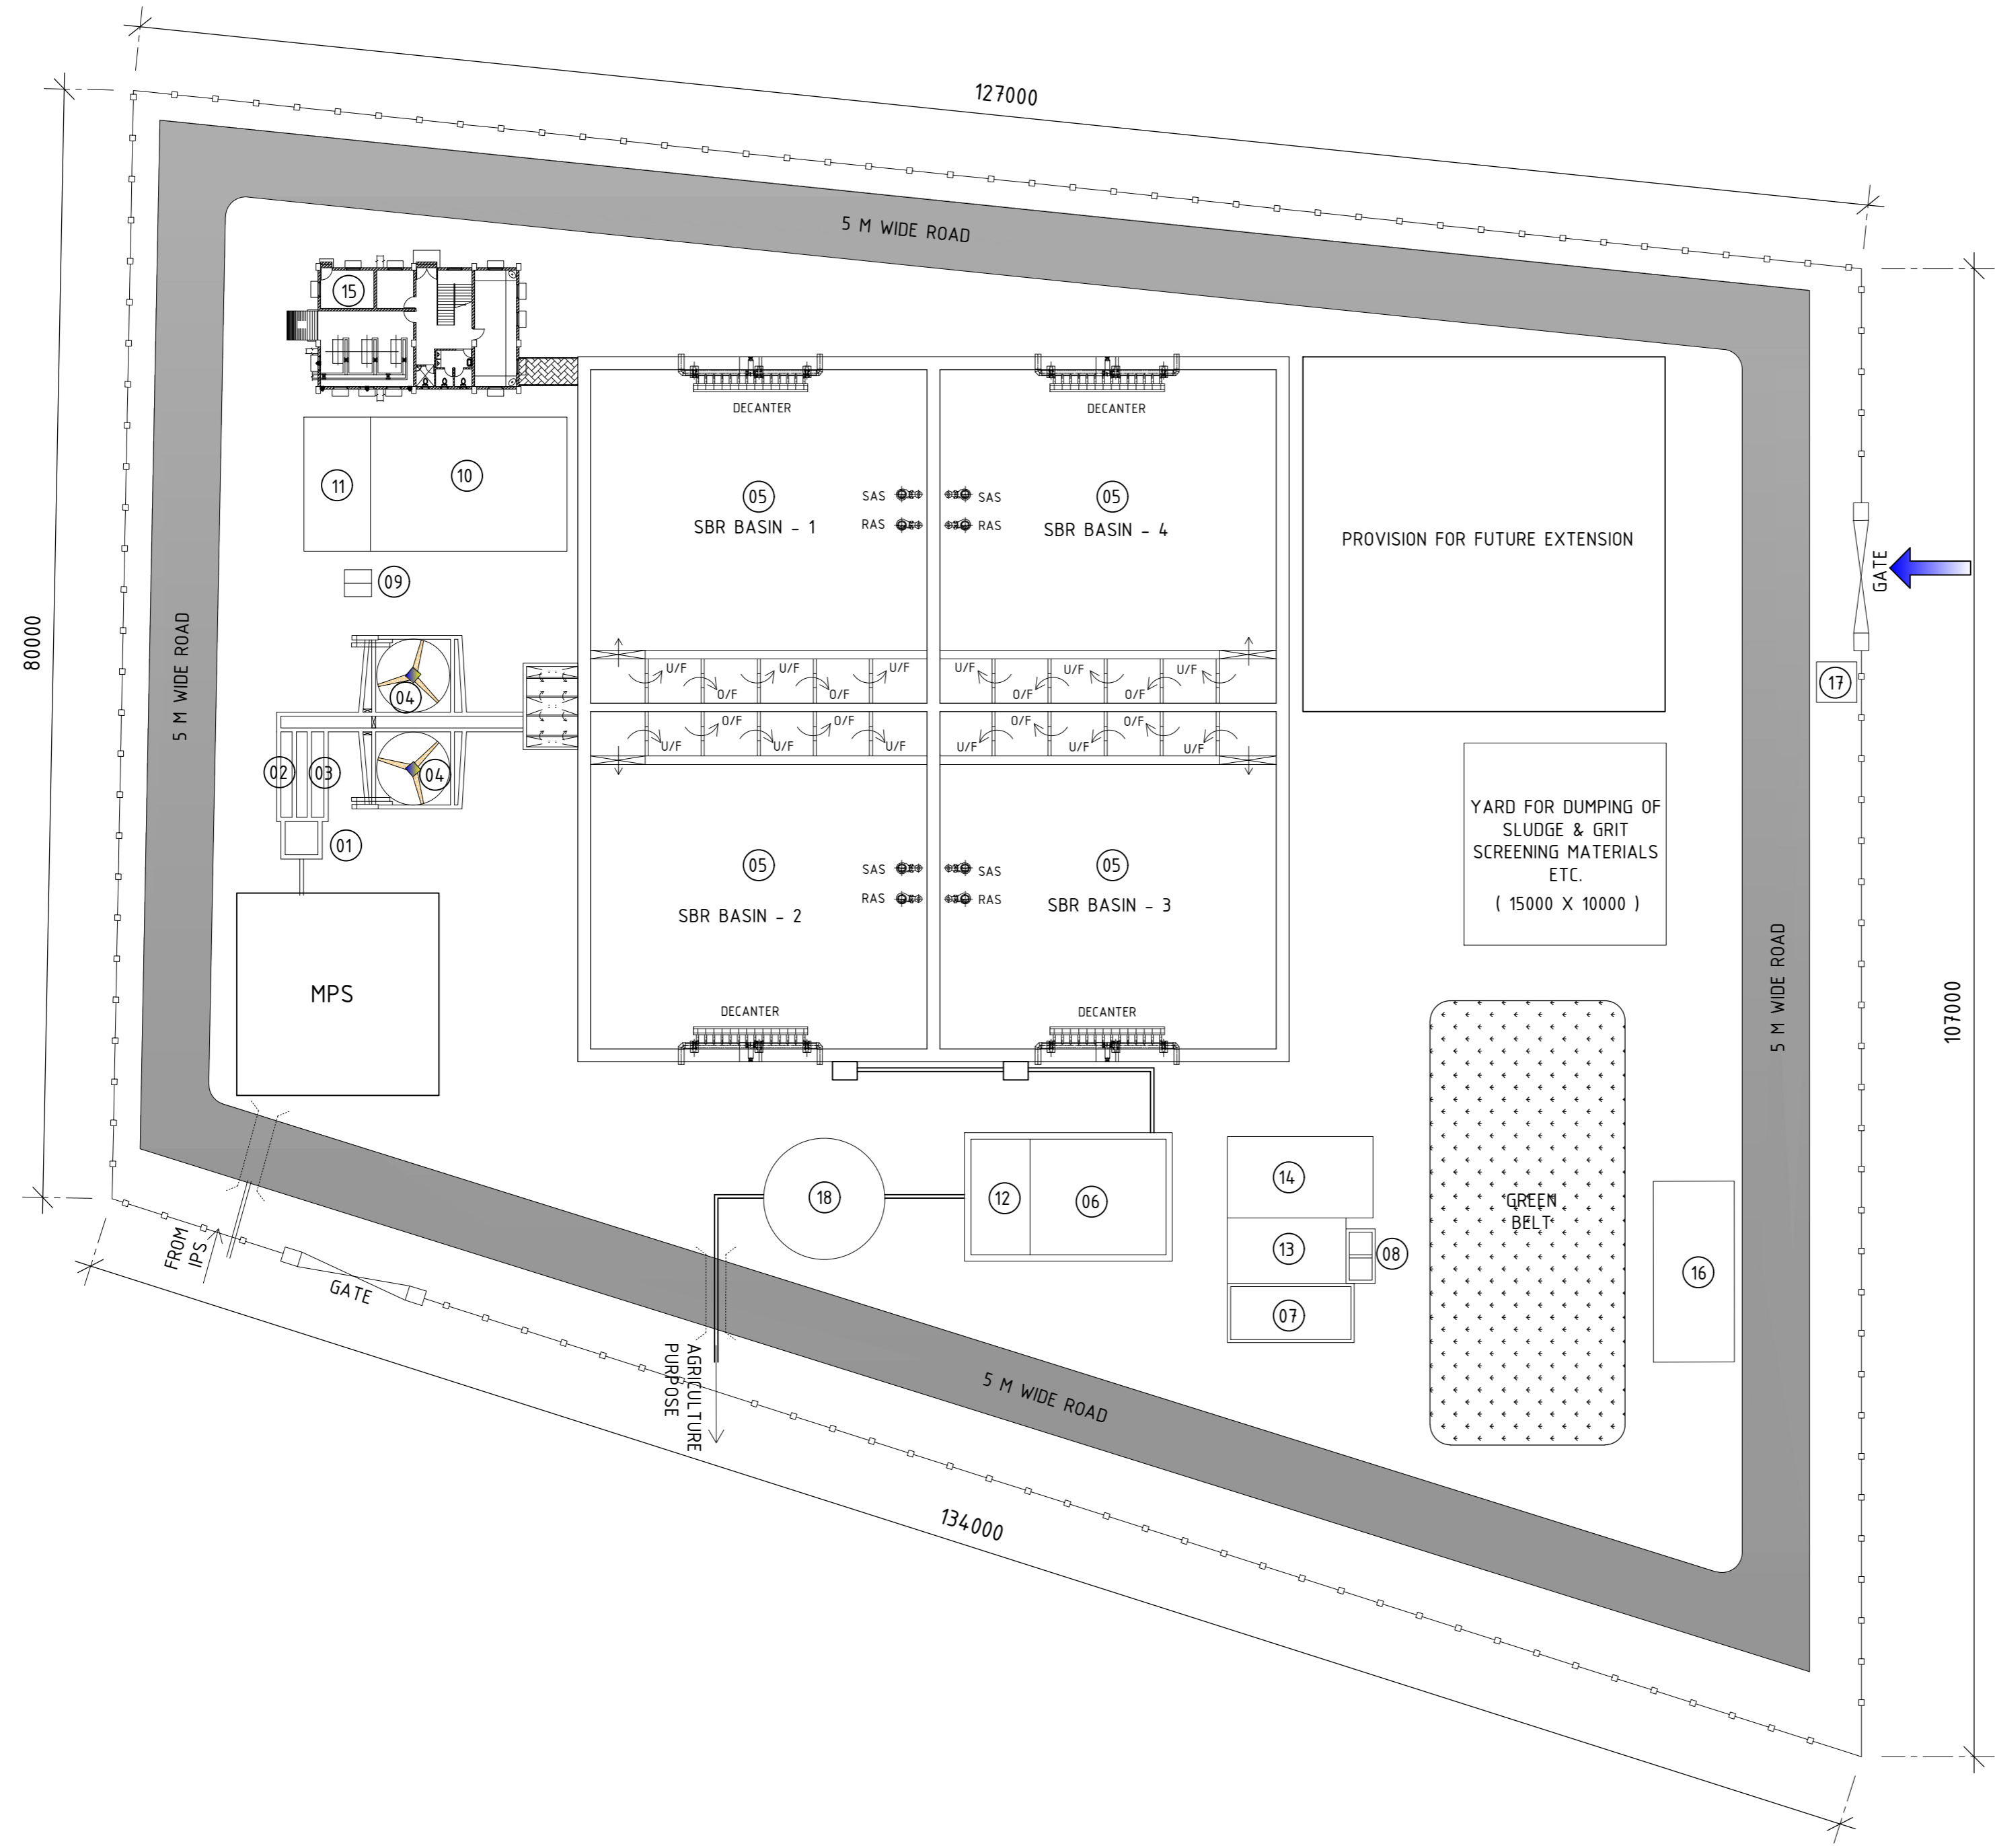 127000
5 M WIDE ROAD
15
DECANTER
DECANTER
11
10
05
SBR BASIN - 1
SAS
RAS
SAS
RAS
05
SBR BASIN - 4
PROVISION FOR FUTURE EXTENSION
GATE
09
80000
5 M WIDE ROAD
04
U/F
U/F
U/F
O/F
O/F
U/F
U/F
U/F
O/F
O/F
17
O/F
O/F
U/F
U/F
U/F
O/F
O/F
U/F
U/F
U/F
02
03
04
01
YARD FOR DUMPING OF
SLUDGE & GRIT
SCREENING MATERIALS
ETC.
( 15000 X 10000 )
05
SBR BASIN - 2
SAS
RAS
SAS
RAS
05
SBR BASIN - 3
MPS
DECANTER
DECANTER
5 M WIDE ROAD
107000
18
12
06
14
13
08
07
GREEN
BELT
16
FROM
IPS
GATE
AGRICULTURE
PURPOSE
5 M WIDE ROAD
134000